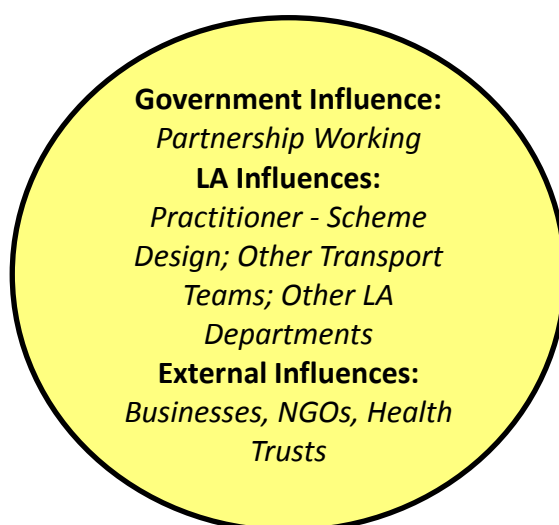 Government Influence:
Partnership Working
LA Influences:
Practitioner - Scheme
Design; Other Transport
Teams; Other LA
Departments
External Influences:
Businesses, NGOs, Health
Trusts